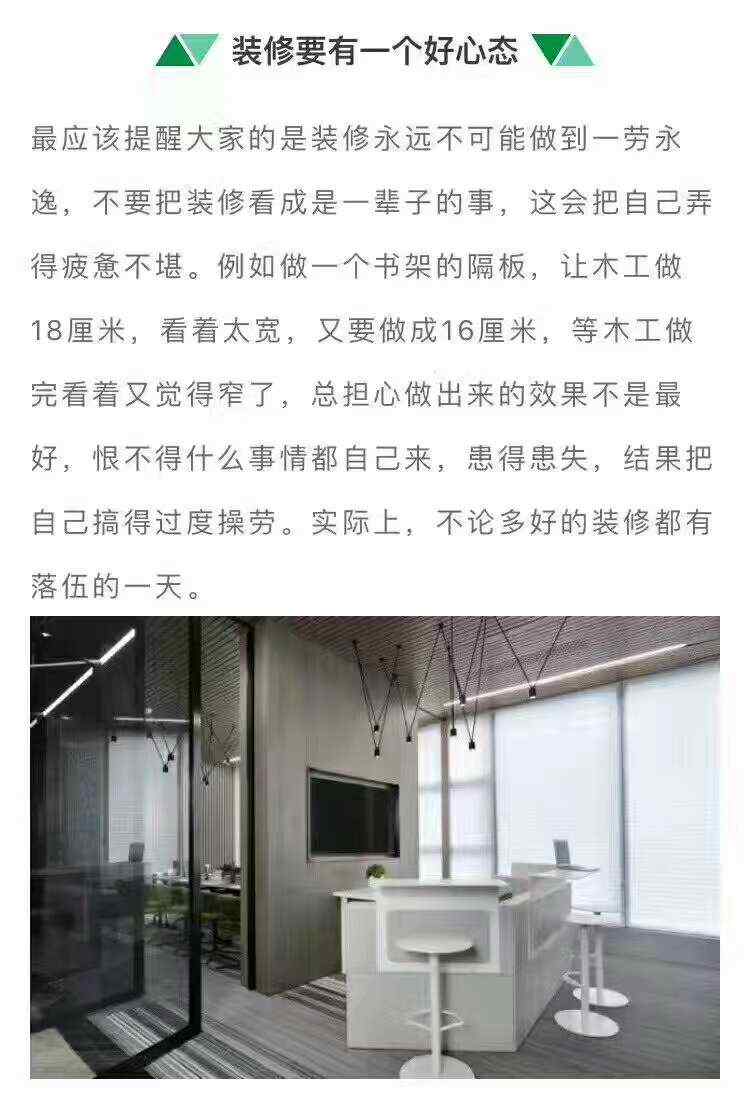 装修要有一个好心态
最应该提醒大家的是装修永远不可能做到一劳永
逸，不要把装修看成是一辈子的事，这会把自己弄
得疲惫不堪。例如做一个书架的隔板，让木工做
18厘米，看着太宽，又要做成16厘米，等木工做
完看着又觉得窄了，总担心做出来的效果不是最
好，恨不得什么事情都自己来，患得患失，结果把
自己搞得过度操劳。实际上，不论多好的装修都有
落伍的一天。